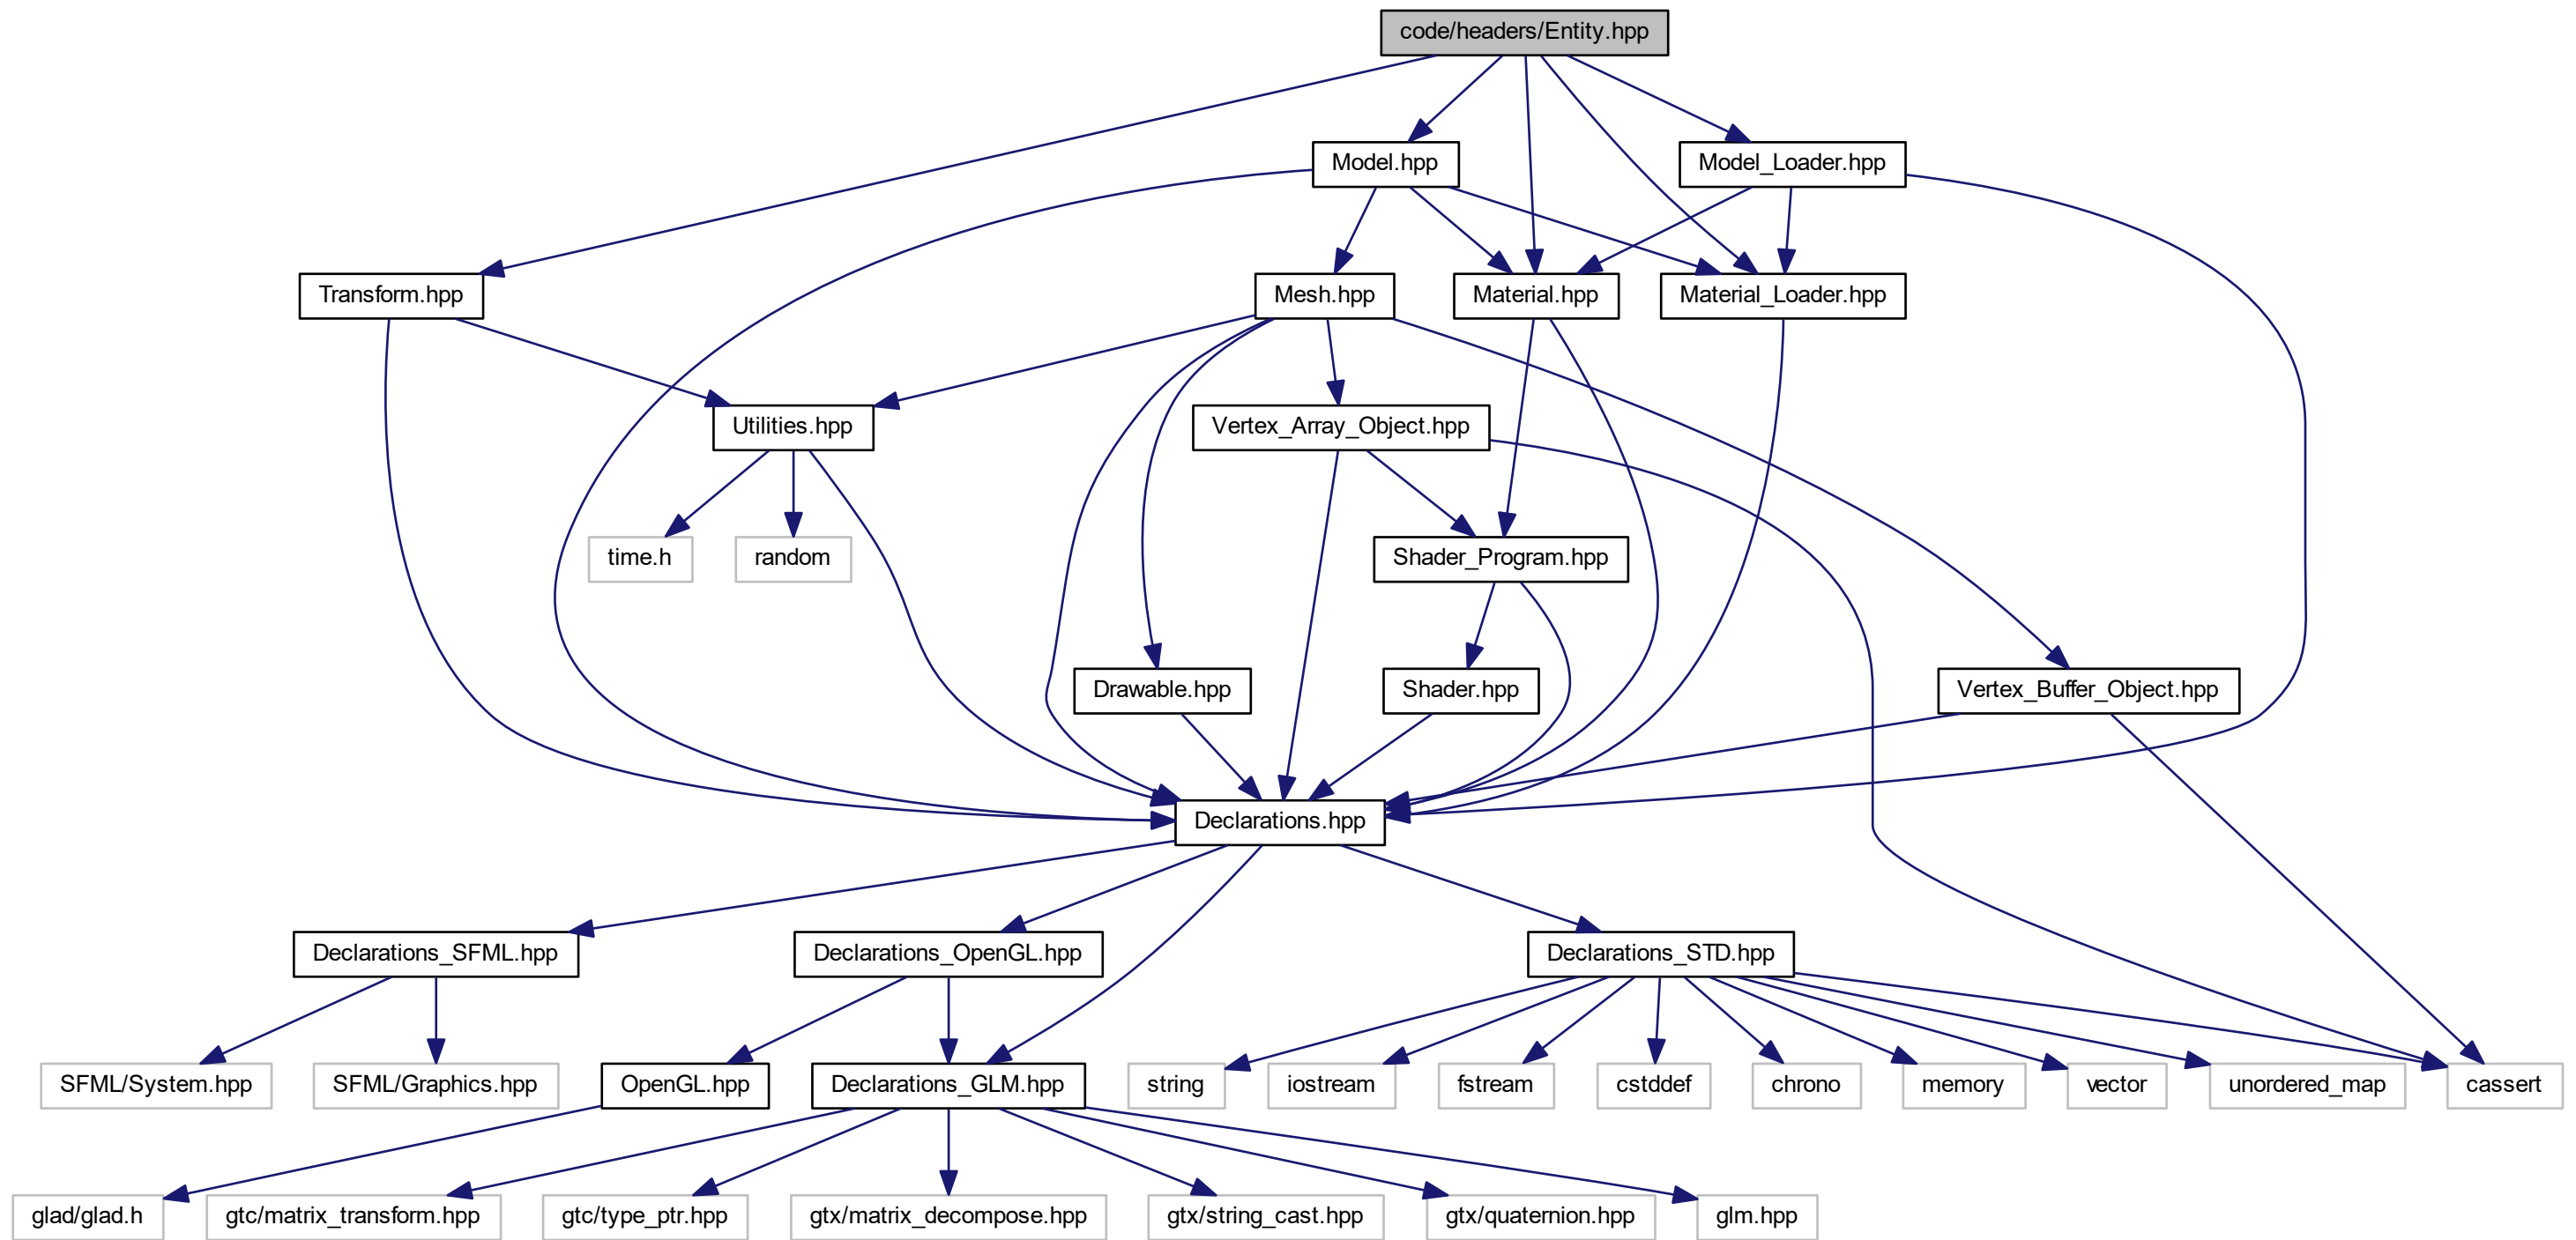 code/headers/Entity.hpp
Model.hpp
Model_Loader.hpp
Transform.hpp
Mesh.hpp
Material.hpp
Material_Loader.hpp
Utilities.hpp
Vertex_Array_Object.hpp
time.h
random
Shader_Program.hpp
Drawable.hpp
Shader.hpp
Vertex_Buffer_Object.hpp
Declarations.hpp
Declarations_SFML.hpp
Declarations_OpenGL.hpp
Declarations_STD.hpp
SFML/System.hpp
SFML/Graphics.hpp
OpenGL.hpp
Declarations_GLM.hpp
string
iostream
fstream
cstddef
chrono
memory
vector
unordered_map
cassert
glad/glad.h
gtc/matrix_transform.hpp
gtc/type_ptr.hpp
gtx/matrix_decompose.hpp
gtx/string_cast.hpp
gtx/quaternion.hpp
glm.hpp